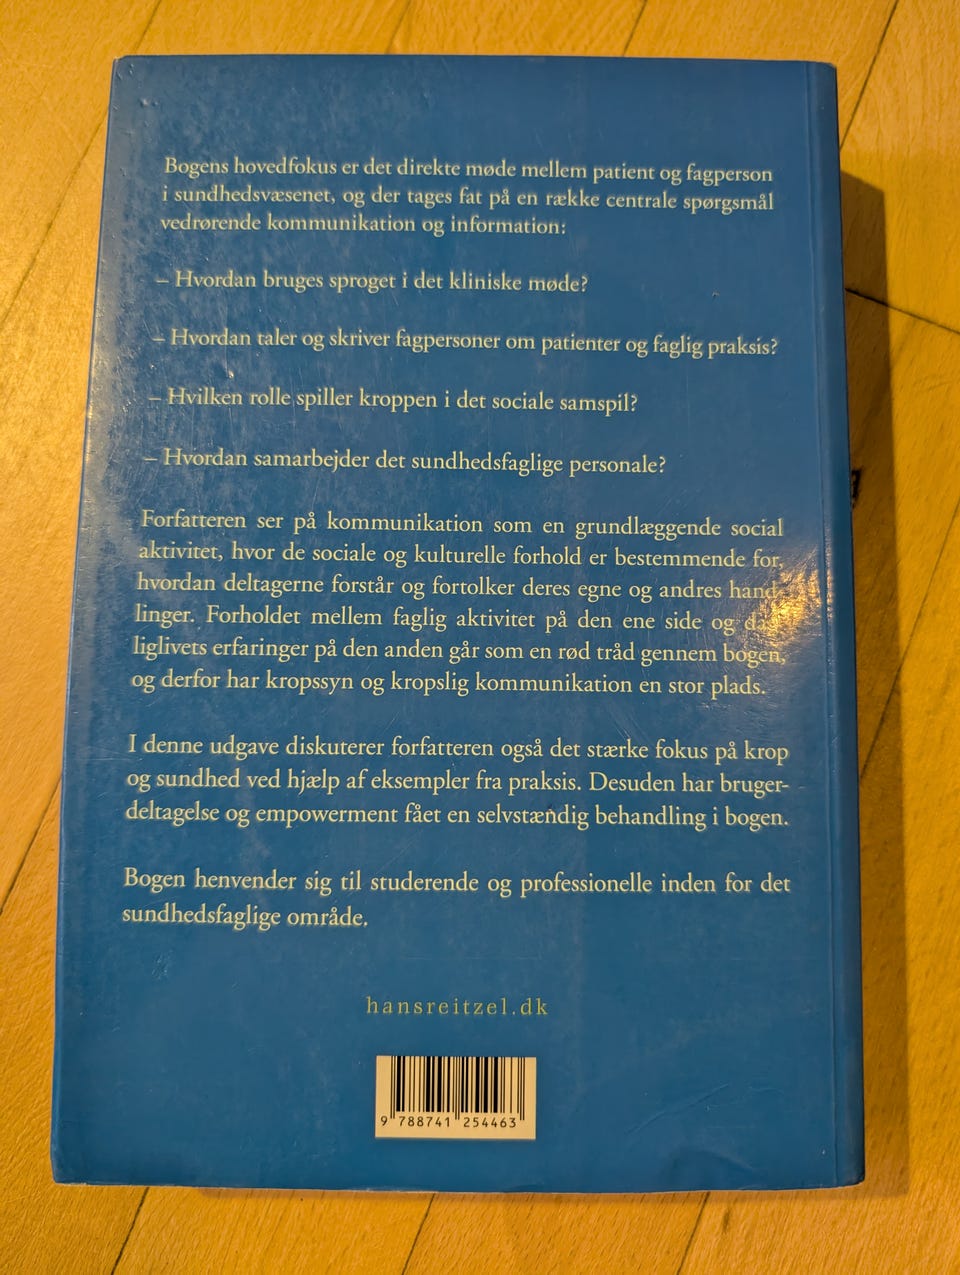 Bogens hovedfokus er det direkte møde mellem patient og fagperson
i sundhedsvæsenet, og der tages fat på en række centrale spørgsmål
vedrørende kommunikation og information:
– Hvordan bruges sproget i det kliniske møde?
– Hvordan taler og skriver fagpersoner om patienter og faglig praksis?
– Hvilken rolle spiller kroppen i det sociale samspil?
– Hvordan samarbejder det sundhedsfaglige personale?
Forfatteren ser på kommunikation som en grundlæggende social
aktivitet, hvor de sociale og kulturelle forhold er bestemmende for,
hvordan deltagerne forstår og fortolker deres egne og andres hand-
linger. Forholdet mellem faglig aktivitet på den ene side og dag-
liglivets erfaringer på den anden går som en rød tråd gennem bogen,
og derfor har kropssyn og kropslig kommunikation en stor plads.
I denne udgave diskuterer forfatteren også det stærke fokus på krop
og sundhed ved hjælp af eksempler fra praksis. Desuden har bruger-
deltagelse og empowerment fået en selvstændig behandling i bogen.
Bogen henvender sig til studerende og professionelle inden for det
sundhedsfaglige område.
hansreitzel.dk
9 788741 254463